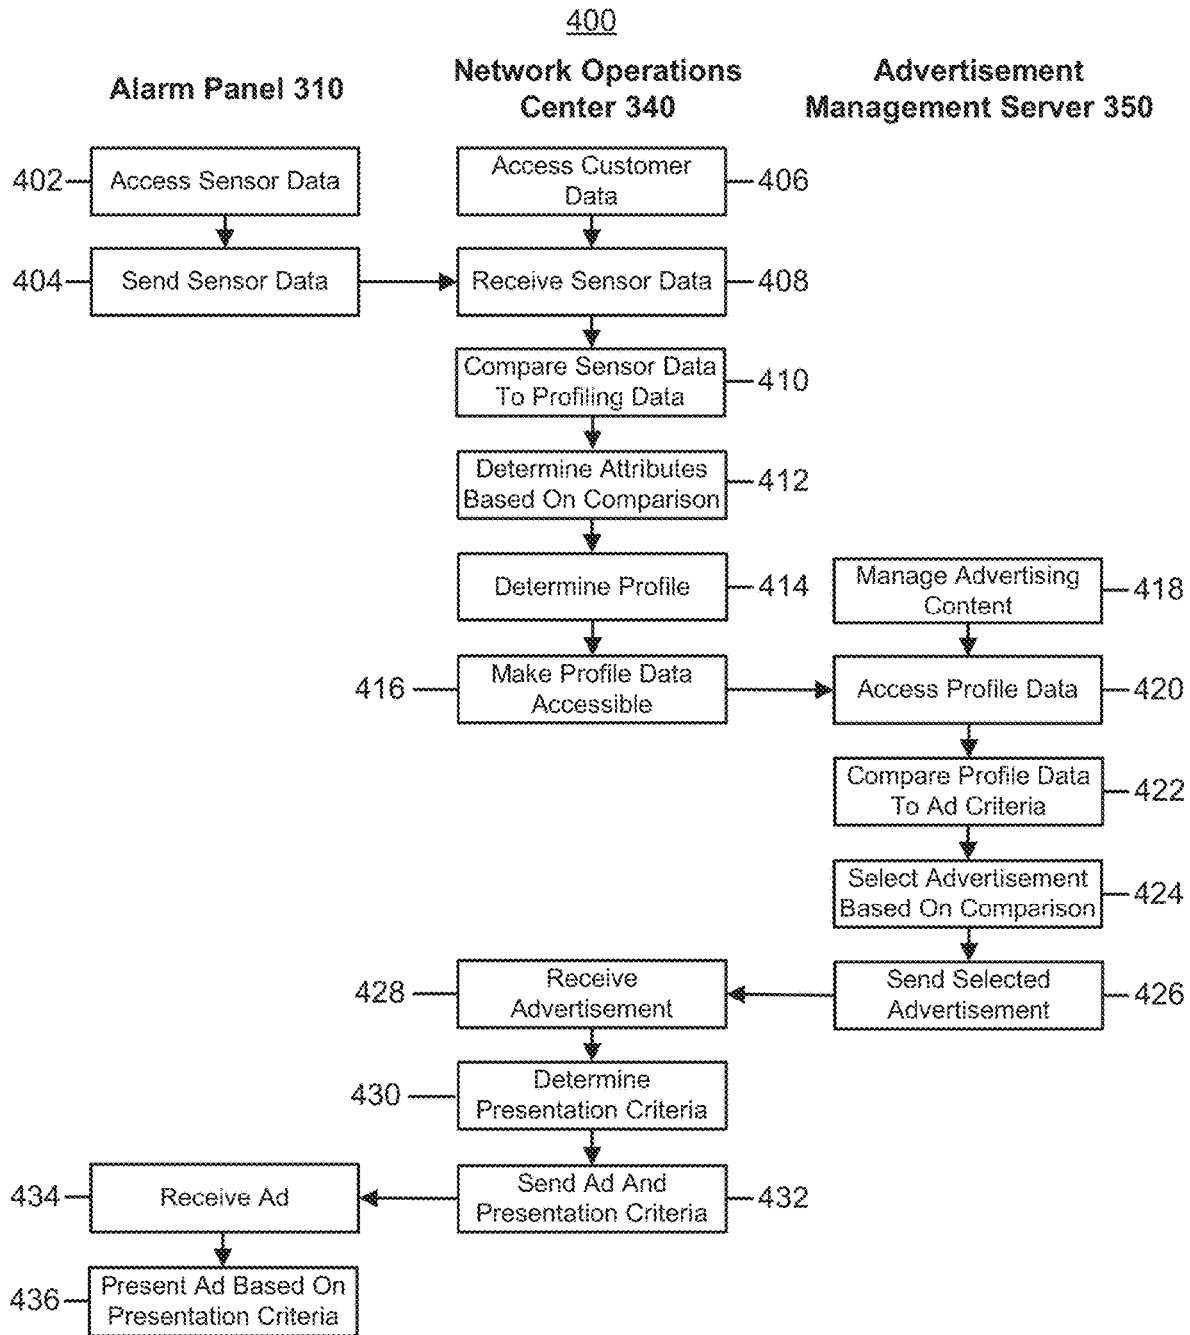 400
Alarm Panel 310
Network Operations
Center 340
Advertisement
Management Server 350
402
Access Sensor Data
Access Customer
Data
406
404
Send Sensor Data
Receive Sensor Data
408
Compare Sensor Data
To Profiling Data
410
Determine Attributes
Based On Comparison
412
Determine Profile
414
Manage Advertising
Content
418
416
Make Profile Data
Accessible
Access Profile Data
420
Compare Profile Data
To Ad Criteria
422
Select Advertisement
Based On Comparison
424
428
Receive
Advertisement
Send Selected
Advertisement
426
430
Determine
Presentation Criteria
434
Receive Ad
Send Ad And
Presentation Criteria
432
436
Present Ad Based On
Presentation Criteria